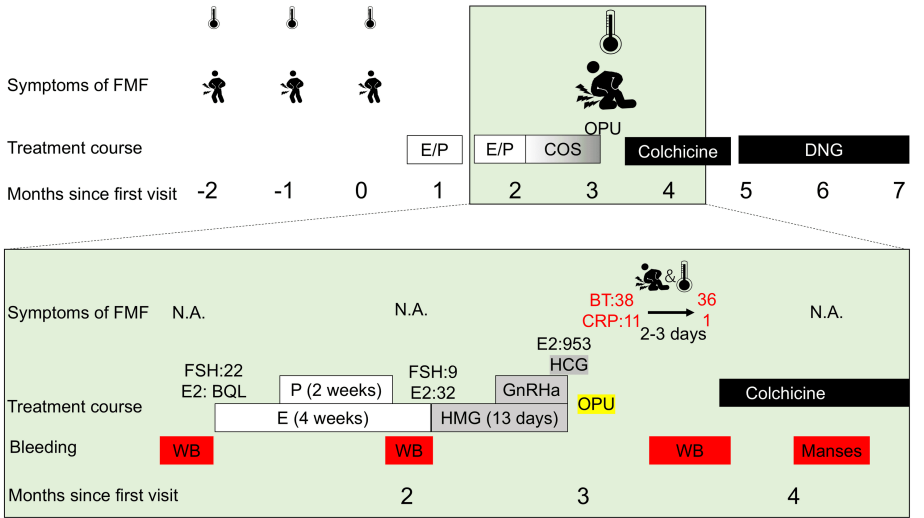 Symptoms of FMF
OPU
Treatment course
E/P
E/P
COS
Colchicine
DNG
Months since first visit
-2
-1
0
1
2
3
4
5
6
7
Symptoms of FMF
N.A.
N.A.
&
BT:38
36
CRP:11
1
2-3 days
N.A.
E2:953
HCG
FSH:22
E2: BQL
FSH:9
E2:32
P (2 weeks)
GnRHa
Treatment course
E (4 weeks)
HMG (13 days)
OPU
Colchicine
Bleeding
WB
WB
WB
Manses
Months since first visit
2
3
4